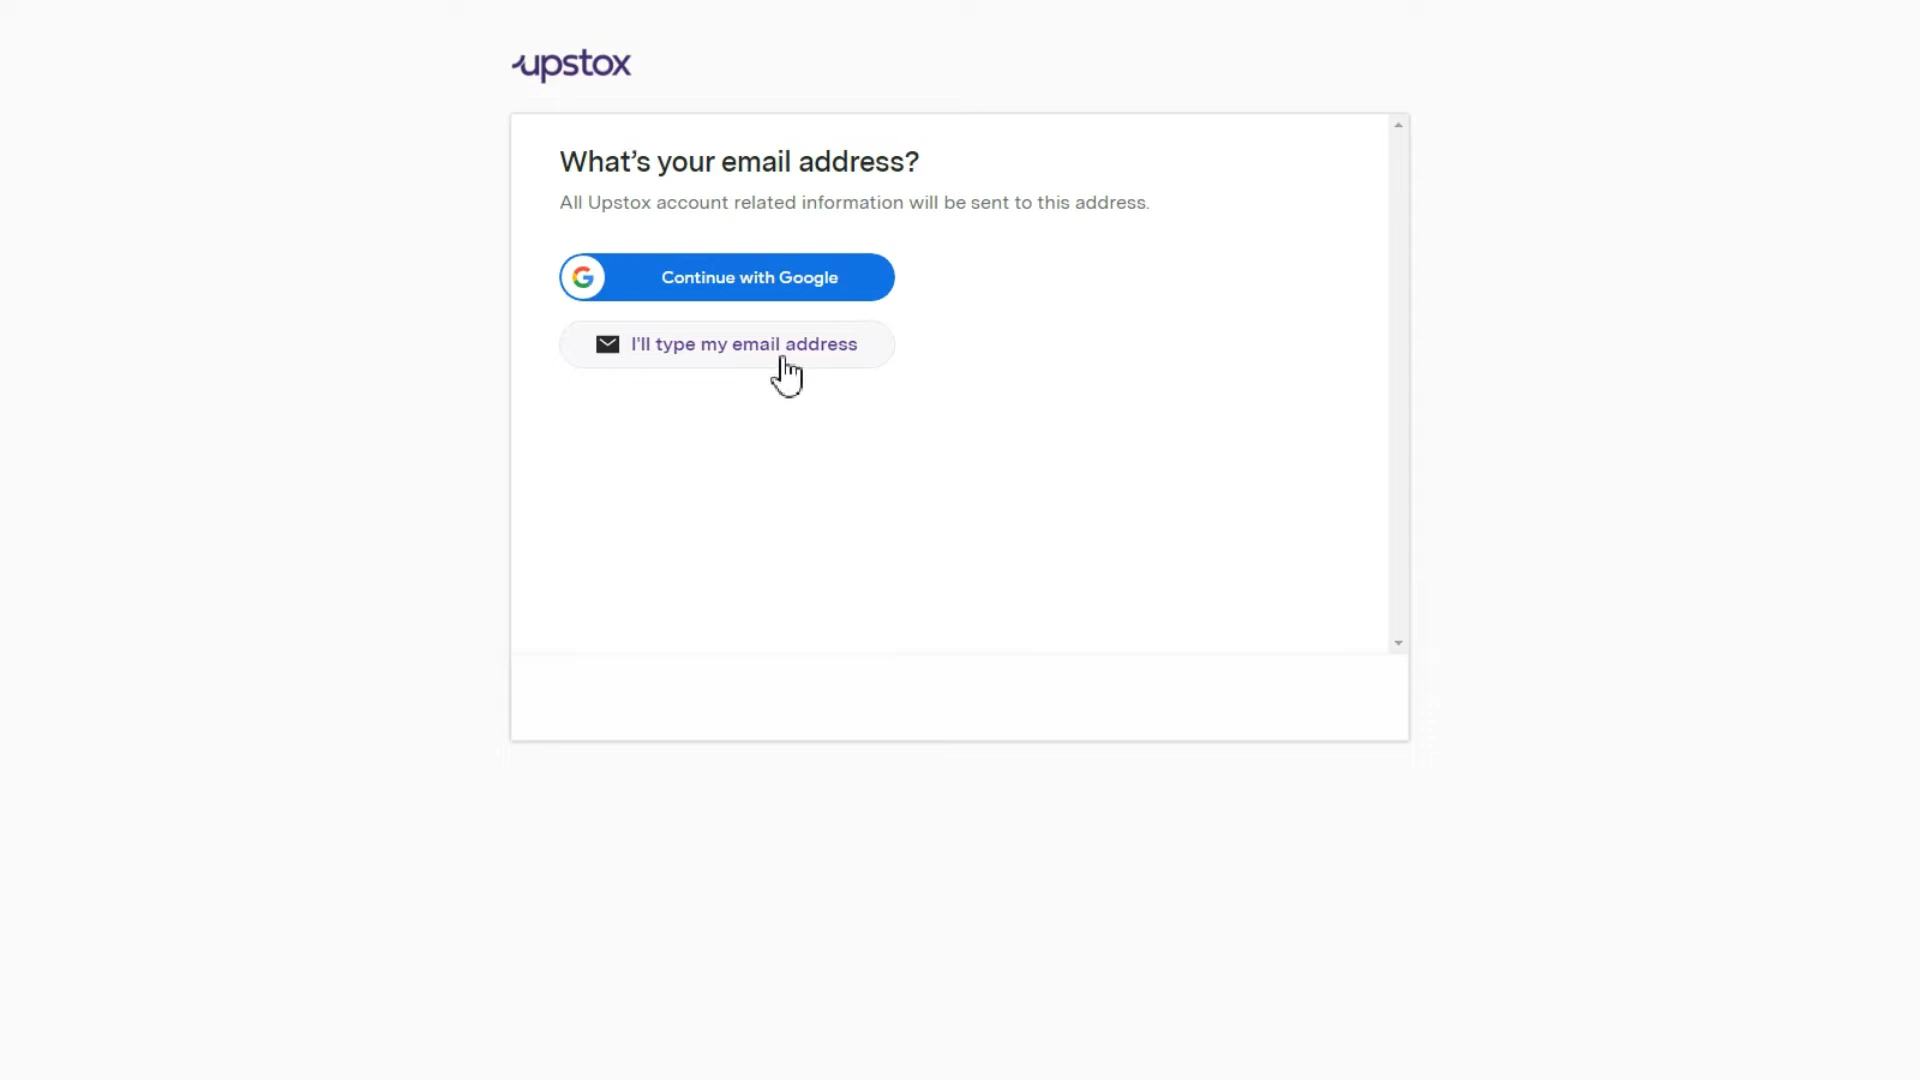 upstox
What’s your email address?
All Upstox account related information will be sent to this address.
Continue with Google
I'll type my email address